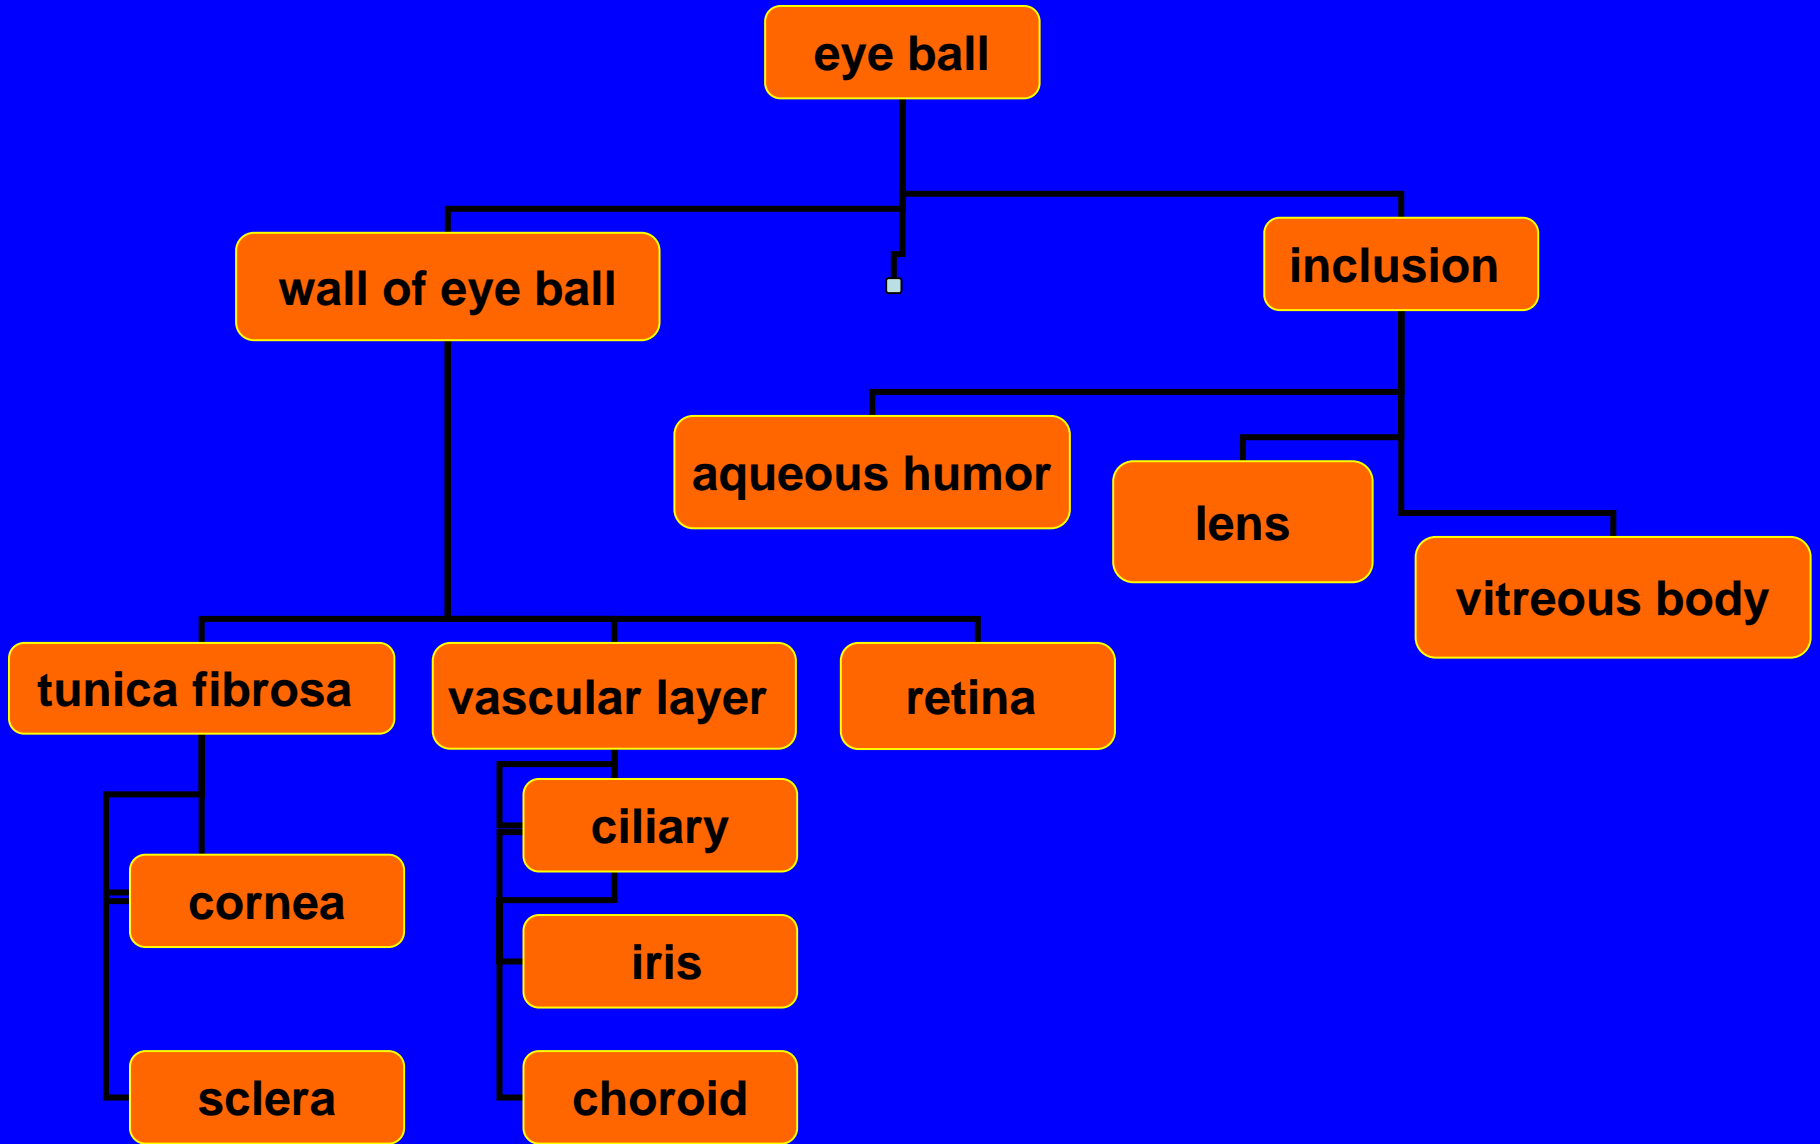 eye ball
wall of eye ball
inclusion
aqueous humor
lens
vitreous body
tunica fibrosa
vascular layer
retina
ciliary
cornea
iris
sclera
choroid